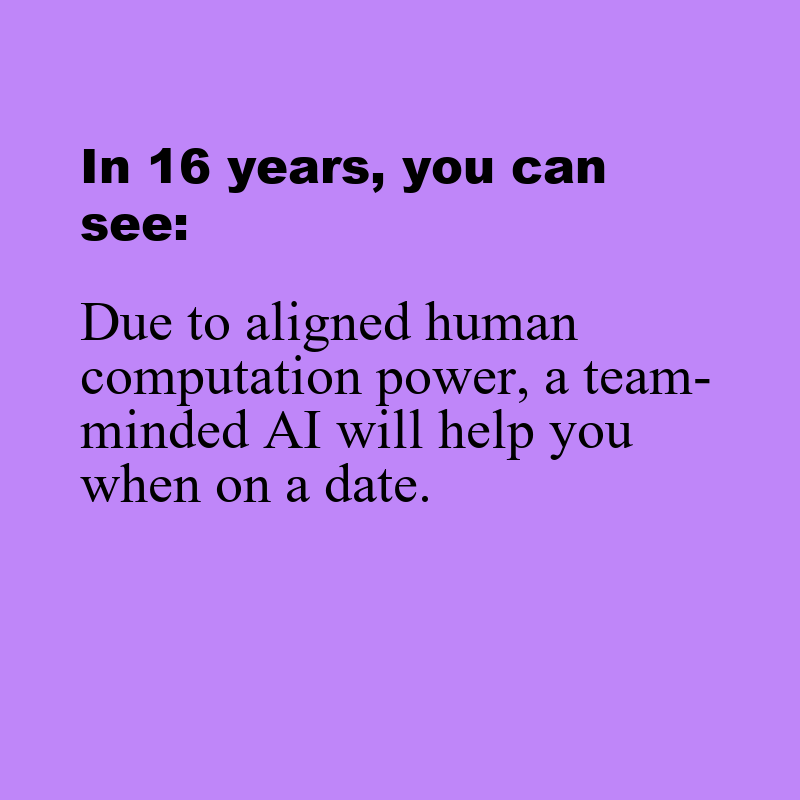 In 16 years, you can
see:
Due to aligned human
computation power, a team-
minded AI will help you
when on a date.